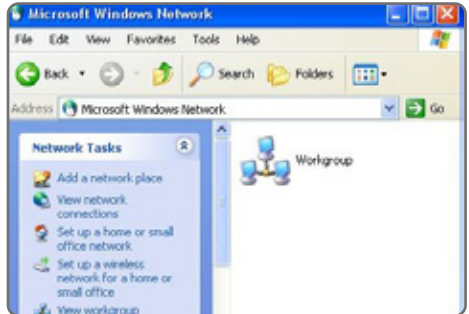 Microsoft Windows Network
File Edit View Favorites Tools Help
Back Search Folders
Address Microsoft Windows Network Go
Network Tasks
Add a network place
View network
connections
Set up a home or small
office network
Set up a wireless
network for a home or
small office
View workgroup
Workgroup